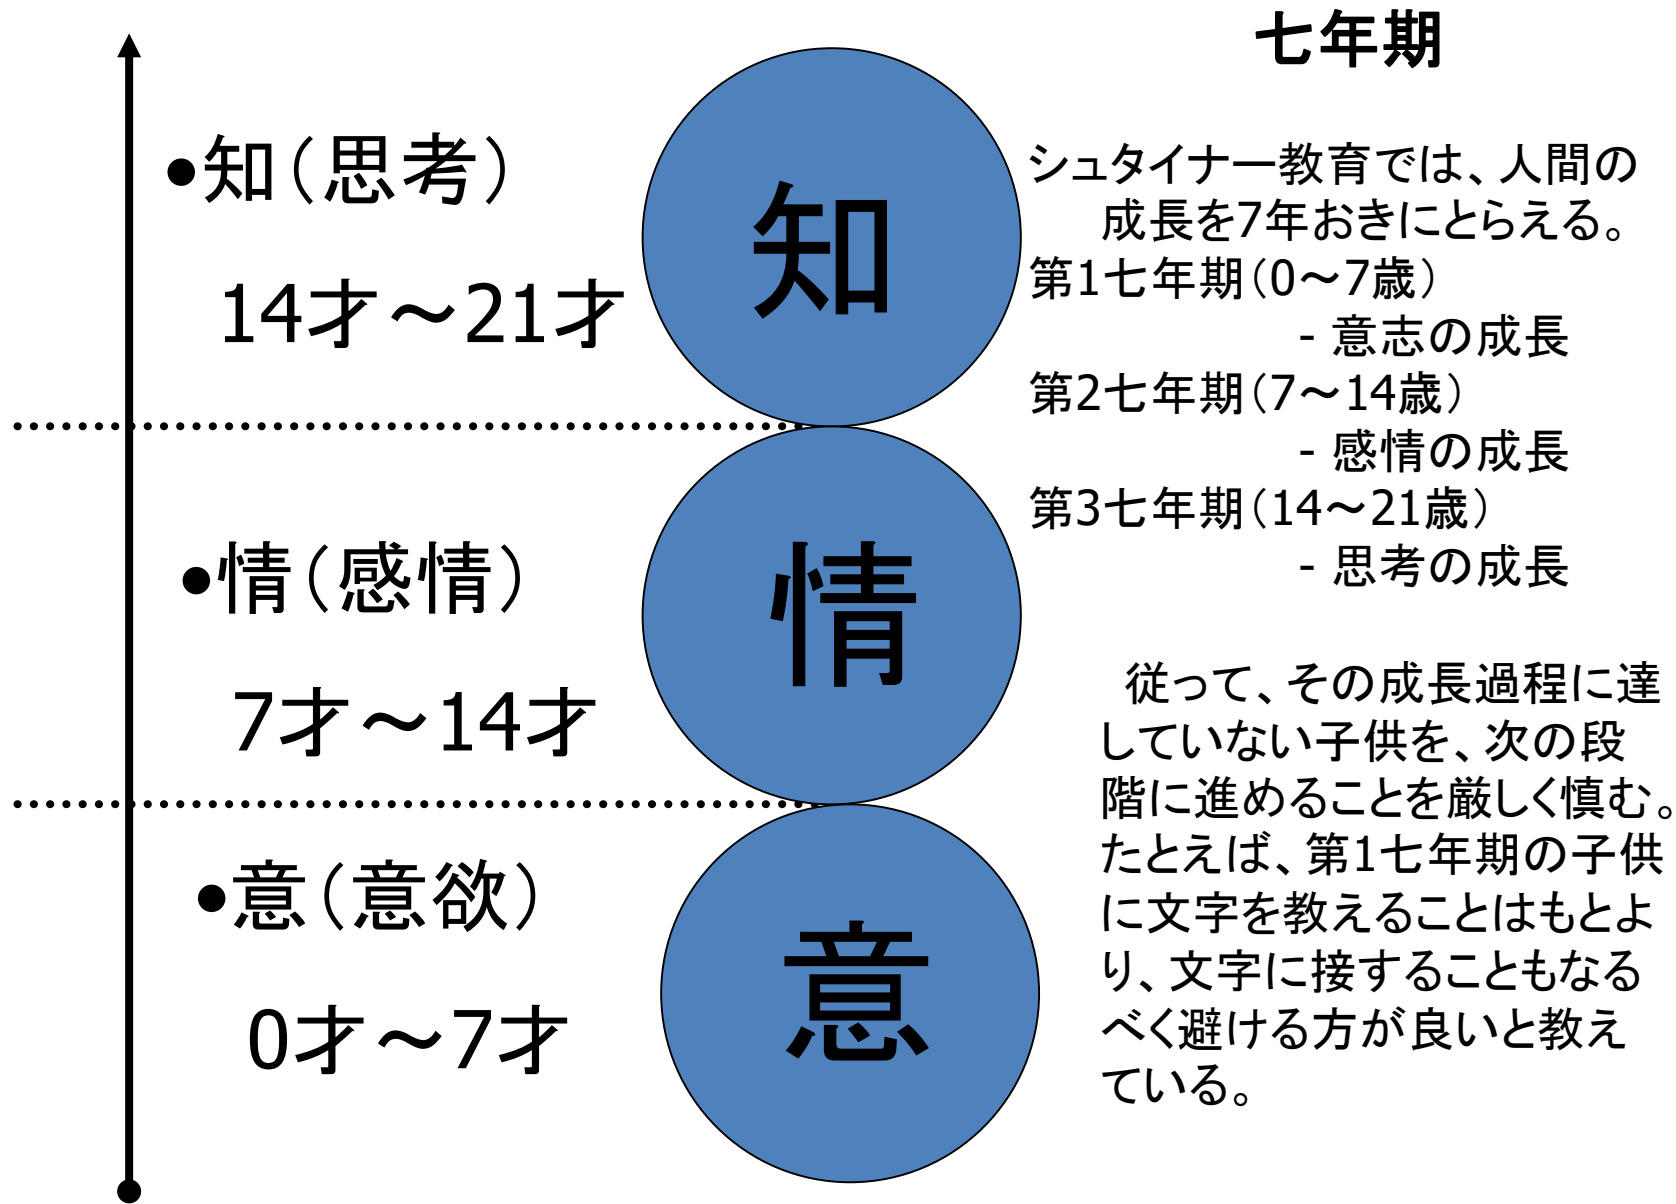 七年期
•知（思考）
14才～21才
知
•情（感情）
7才～14才
情
•意（意欲）
0才～7才
意
シュタイナー教育では、人間の
成長を7年おきにとらえる。
第1七年期（0～7歳）
- 意志の成長
第2七年期（7～14歳）
- 感情の成長
第3七年期（14～21歳）
- 思考の成長
従って、その成長過程に達
していない子供を、次の段
階に進めることを厳しく慎む。
たとえば、第1七年期の子供
に文字を教えることはもとよ
り、文字に接することもなる
べく避ける方が良いと教え
ている。